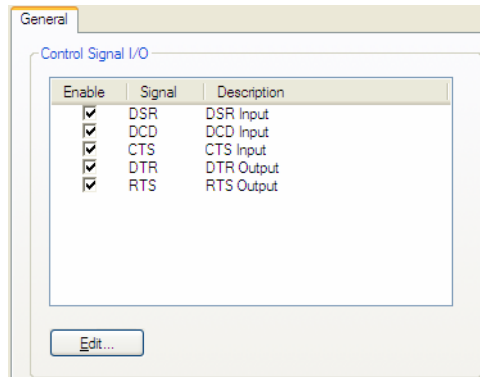 General
Control Signal I/O
Enable Signal Description
DSR DSR Input
DCD DCD Input
CTS CTS Input
DTR DTR Output
RTS RTS Output
Edit...